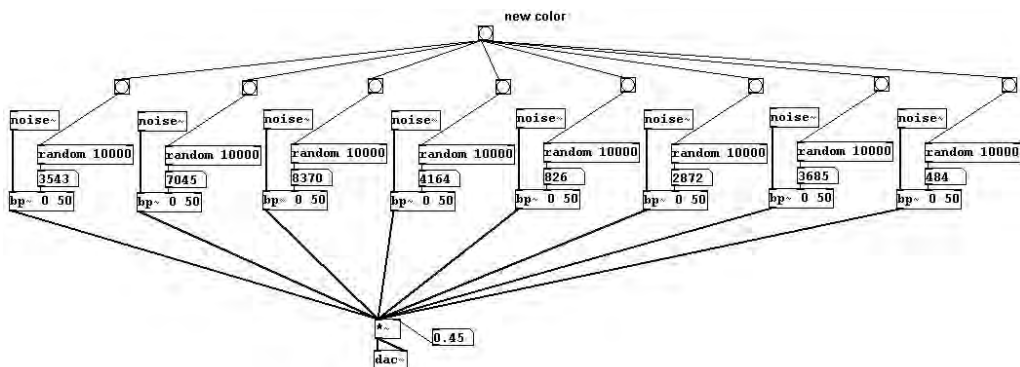 new color
noise~ noise~ noise~ noise~ noise~ noise~ noise~ noise~
random 10000 random 10000 random 10000 random 10000 random 10000 random 10000 random 10000 random 10000
3543 7045 8370 4164 826 2872 3685 484
bp~ 0 50 bp~ 0 50 bp~ 0 50 bp~ 0 50 bp~ 0 50 bp~ 0 50 bp~ 0 50 bp~ 0 50
*~ 0.45
dac~